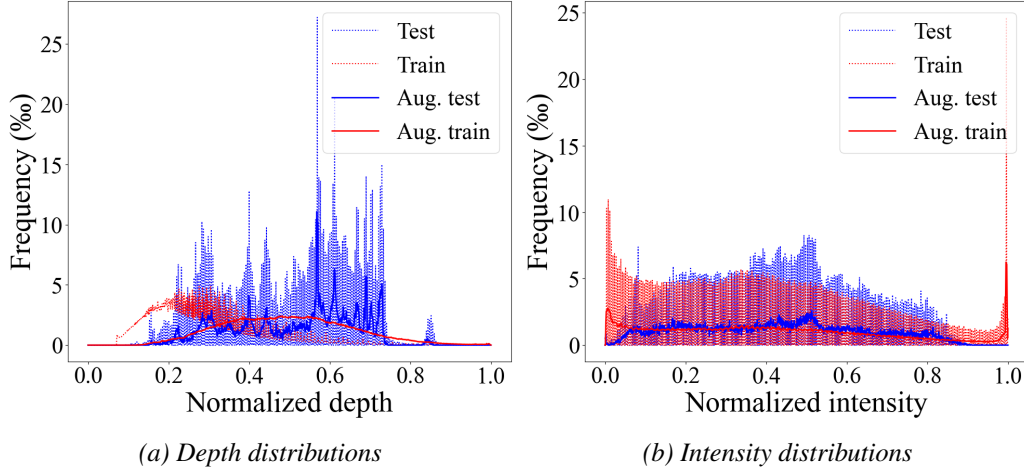 Frequency (‰)
25
20
15
10
5
0
0.0 0.2 0.4 0.6 0.8 1.0
Normalized depth
Test
Train
Aug. test
Aug. train
(a) Depth distributions
Frequency (‰)
25
20
15
10
5
0
0.0 0.2 0.4 0.6 0.8 1.0
Normalized intensity
Test
Train
Aug. test
Aug. train
(b) Intensity distributions